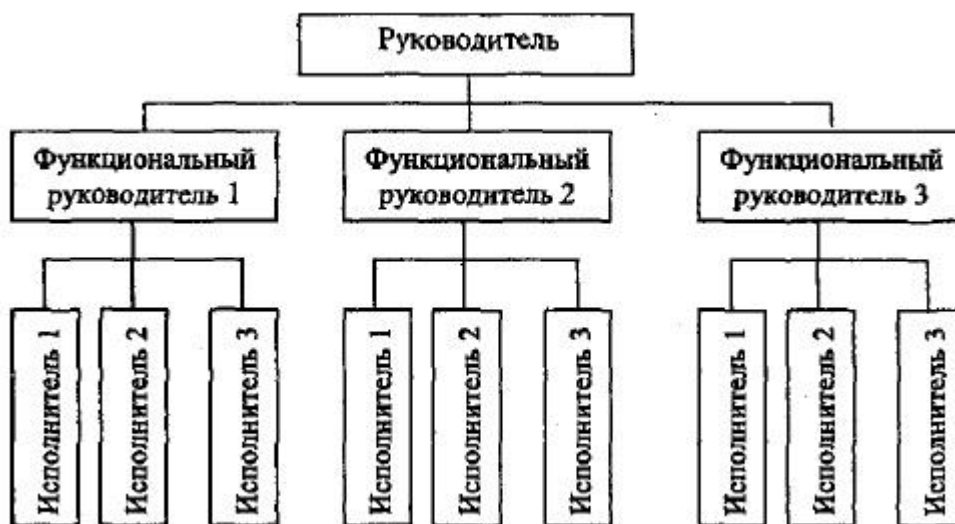 Руководитель
Функциональный
руководитель 1
Функциональный
руководитель 2
Функциональный
руководитель 3
Исполнитель 1
Исполнитель 2
Исполнитель 3
Исполнитель 1
Исполнитель 2
Исполнитель 3
Исполнитель 1
Исполнитель 2
Исполнитель 3